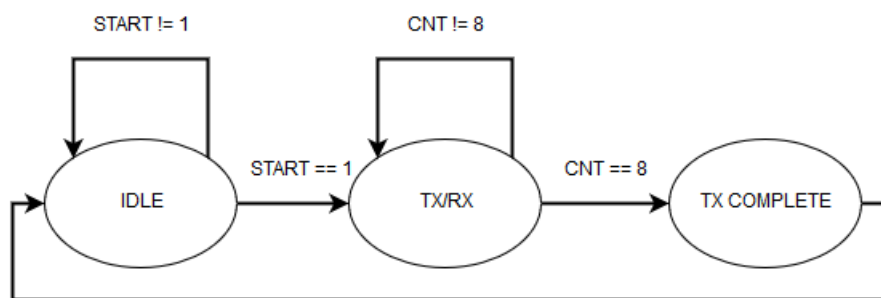 START != 1
CNT != 8
START == 1
CNT == 8
IDLE
TX/RX
TX COMPLETE